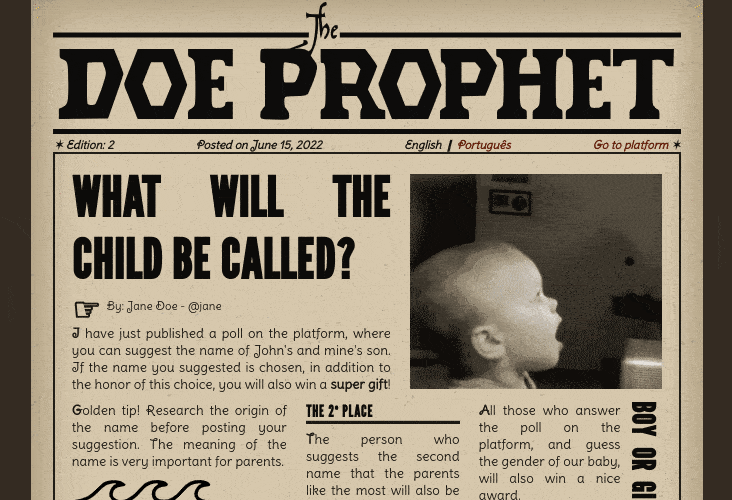 The
DOE PROPHET
✶ Edition: 2 Posted on June 15, 2022 English | Português Go to platform ✶
WHAT WILL THE
CHILD BE CALLED?
By: Jane Doe - @jane
I have just published a poll on the platform, where
you can suggest the name of John's and mine's son.
If the name you suggested is chosen, in addition to
the honor of this choice, you will also win a super gift!
Golden tip! Research the origin of
the name before posting your
suggestion. The meaning of the
name is very important for parents.
THE 2º PLACE
The person who
suggests the second
name that the parents
like the most will also be
All those who answer
the poll on the
platform, and guess
the gender of our baby,
will also win a nice
award.
BOY OR GI